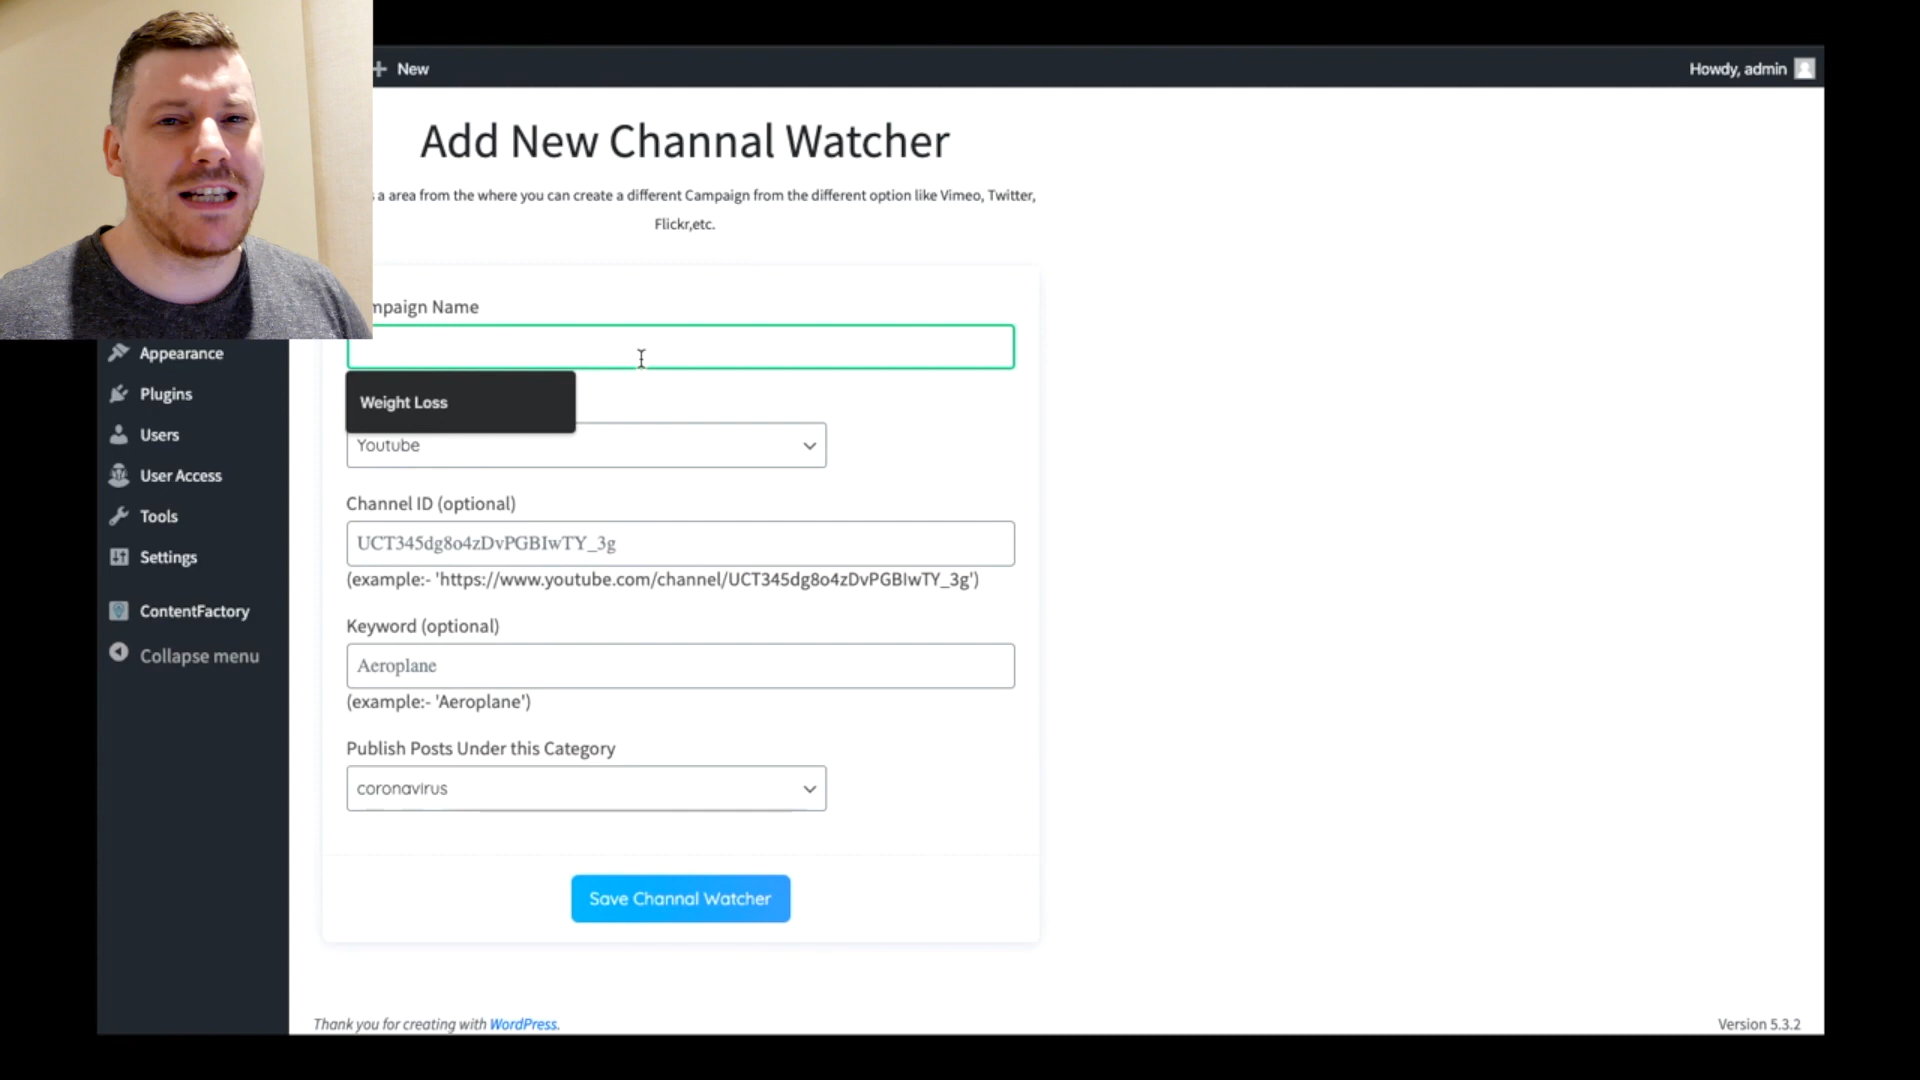 New
Howdy, admin
Add New Channal Watcher
a area from the where you can create a different Campaign from the different option like Vimeo, Twitter,
Flickr,etc.
mpaign Name
Weight Loss
Youtube
Channel ID (optional)
UCT345dg8o4zDvPGBIwTY_3g
(example:- 'https://www.youtube.com/channel/UCT345dg8o4zDvPGBIwTY_3g')
Keyword (optional)
Aeroplane
(example:- 'Aeroplane')
Publish Posts Under this Category
coronavirus
Save Channal Watcher
Appearance
Plugins
Users
User Access
Tools
Settings
ContentFactory
Collapse menu
Thank you for creating with WordPress.
Version 5.3.2